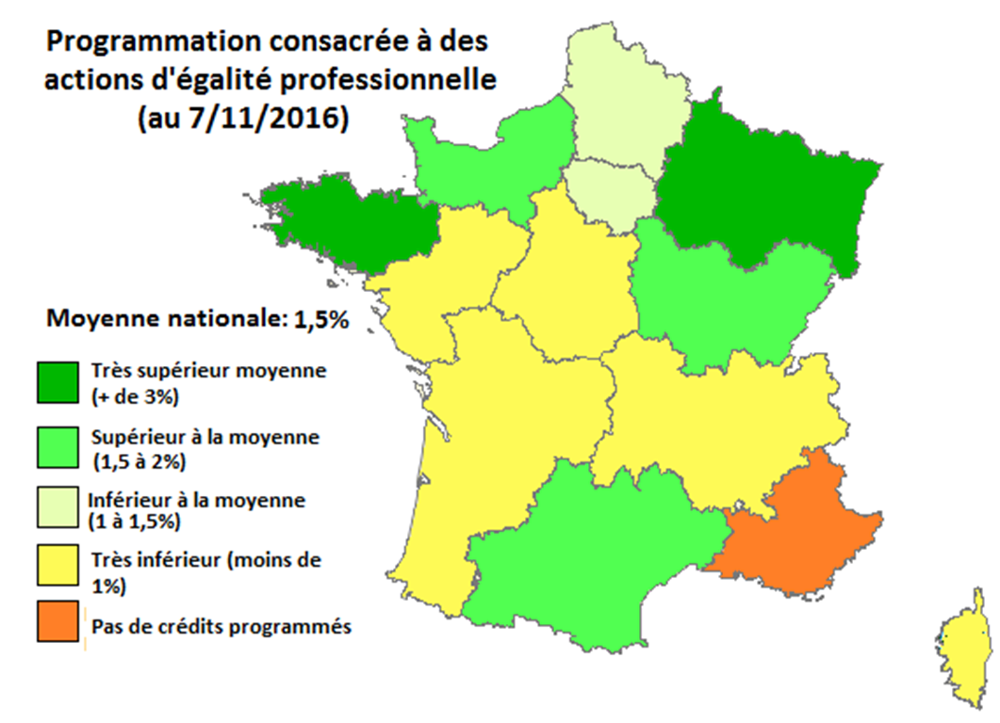 Programmation consacrée à des
actions d'égalité professionnelle
(au 7/11/2016)
Moyenne nationale: 1,5%
Très supérieur moyenne
(+ de 3%)
Supérieur à la moyenne
(1,5 à 2%)
Inférieur à la moyenne
(1 à 1,5%)
Très inférieur (moins de
1%)
Pas de crédits programmés